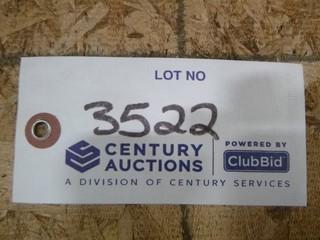 LOT NO
3522
CENTURY AUCTIONS
POWERED BY
ClubBid
A DIVISION OF CENTURY SERVICES